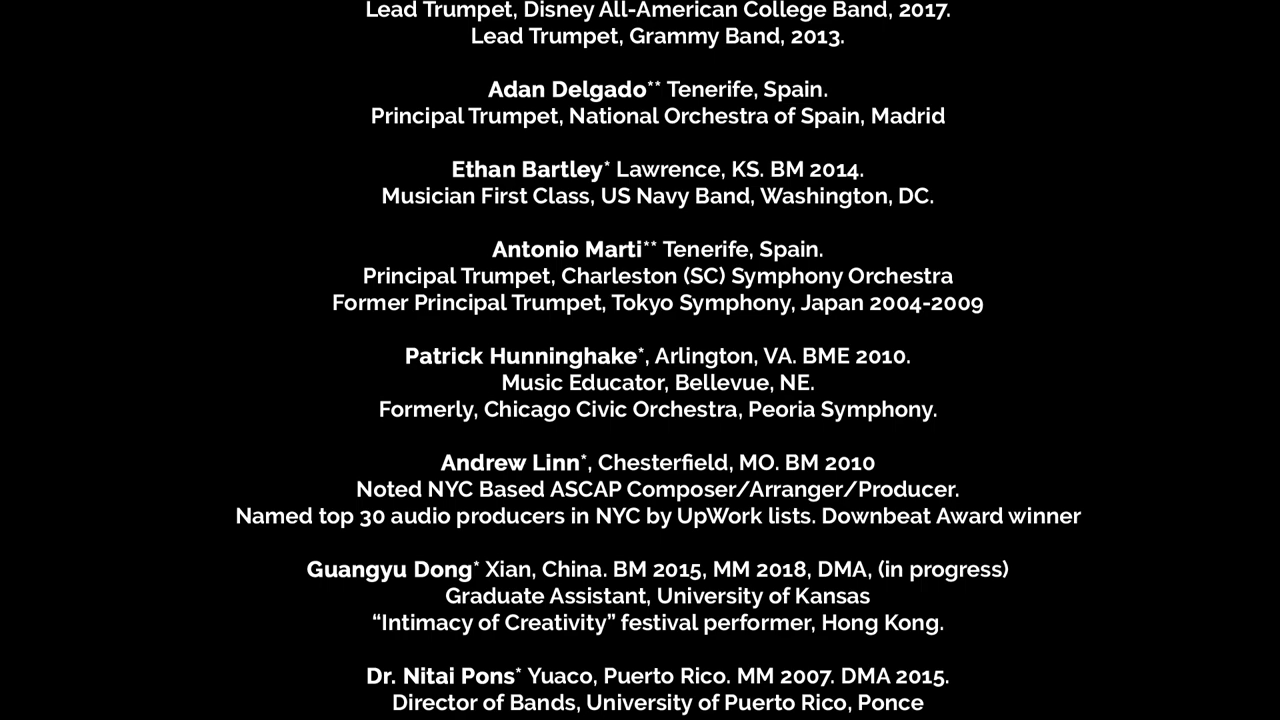 Lead Trumpet, Disney All-American College Band, 2017.
Lead Trumpet, Grammy Band, 2013.
Adan Delgado** Tenerife, Spain.
Principal Trumpet, National Orchestra of Spain, Madrid
Ethan Bartley* Lawrence, KS. BM 2014.
Musician First Class, US Navy Band, Washington, DC.
Antonio Marti** Tenerife, Spain.
Principal Trumpet, Charleston (SC) Symphony Orchestra
Former Principal Trumpet, Tokyo Symphony, Japan 2004-2009
Patrick Hunninghake*, Arlington, VA. BME 2010.
Music Educator, Bellevue, NE.
Formerly, Chicago Civic Orchestra, Peoria Symphony.
Andrew Linn*, Chesterfield, MO. BM 2010
Noted NYC Based ASCAP Composer/Arranger/Producer.
Named top 30 audio producers in NYC by UpWork lists. Downbeat Award winner
Guangyu Dong* Xian, China. BM 2015, MM 2018, DMA, (in progress)
Graduate Assistant, University of Kansas
“Intimacy of Creativity” festival performer, Hong Kong.
Dr. Nitai Pons* Yuaco, Puerto Rico. MM 2007. DMA 2015.
Director of Bands, University of Puerto Rico, Ponce